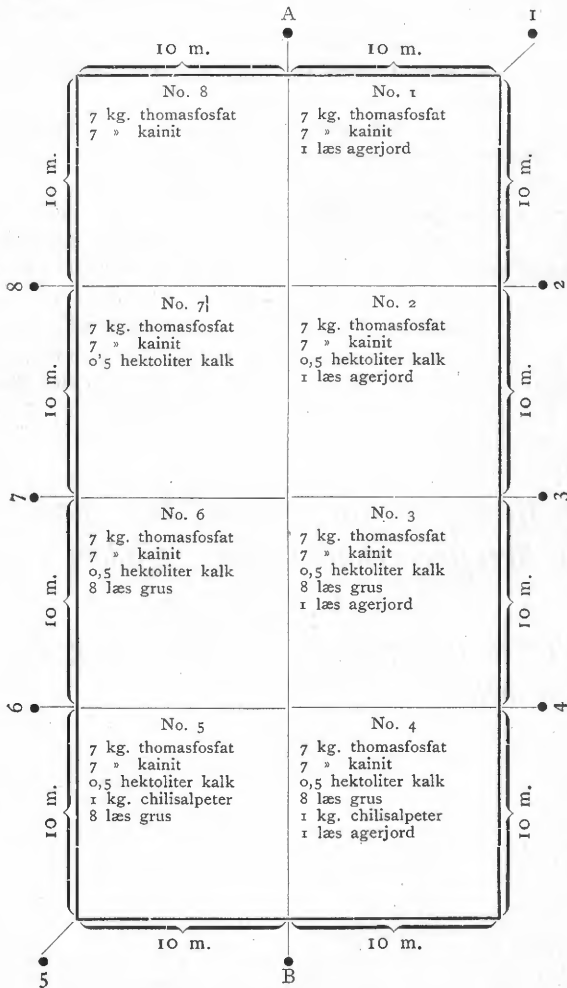 A
1
10 m.
10 m.
No. 8
7 kg. thomasfosfat
7 » kainit
No. 1
7 kg. thomasfosfat
7 » kainit
1 læs agerjord
10 m.
10 m.
8
2
No. 7
7 kg. thomasfosfat
7 » kainit
0'5 hektoliter kalk
No. 2
7 kg. thomasfosfat
7 » kainit
0,5 hektoliter kalk
1 læs agerjord
10 m.
10 m.
7
3
No. 6
7 kg. thomasfosfat
7 » kainit
0,5 hektoliter kalk
8 læs grus
No. 3
7 kg. thomasfosfat
7 » kainit
0,5 hektoliter kalk
8 læs grus
1 læs agerjord
10 m.
10 m.
6
4
No. 5
7 kg. thomasfosfat
7 » kainit
0,5 hektoliter kalk
1 kg. chilisalpeter
8 læs grus
No. 4
7 kg. thomasfosfat
7 » kainit
0,5 hektoliter kalk
8 læs grus
1 kg. chilisalpeter
1 læs agerjord
10 m.
10 m.
10 m.
10 m.
5
B